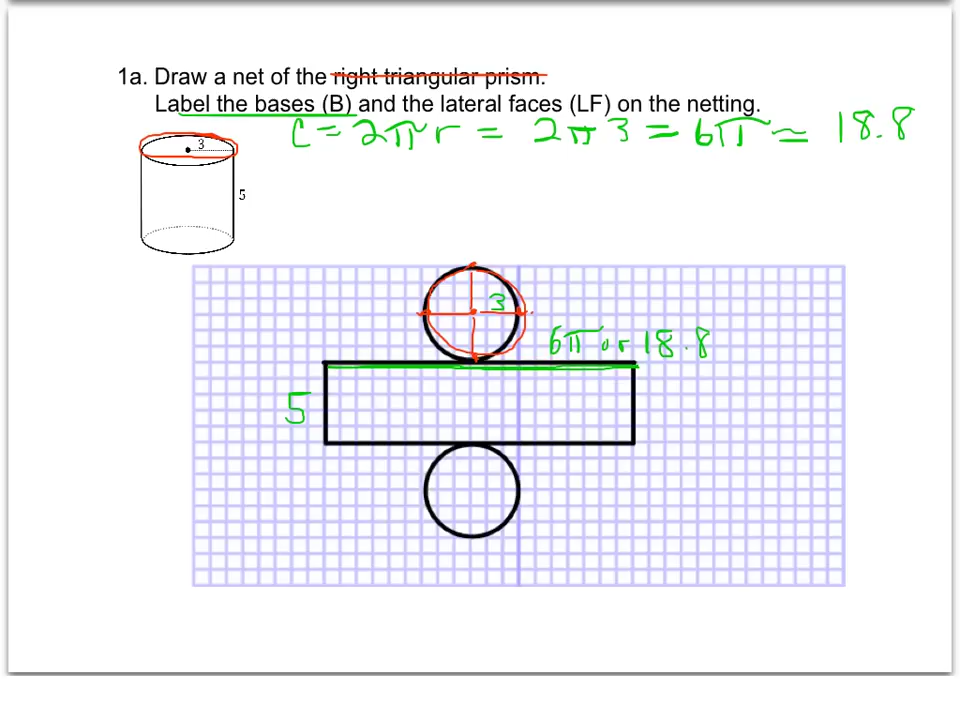 1a. Draw a net of the right triangular prism.
Label the bases (B) and the lateral faces (LF) on the netting.
C = 2πr = 2π3 = 6π ≃ 18.8
3
5
3
6π or 18.8
5